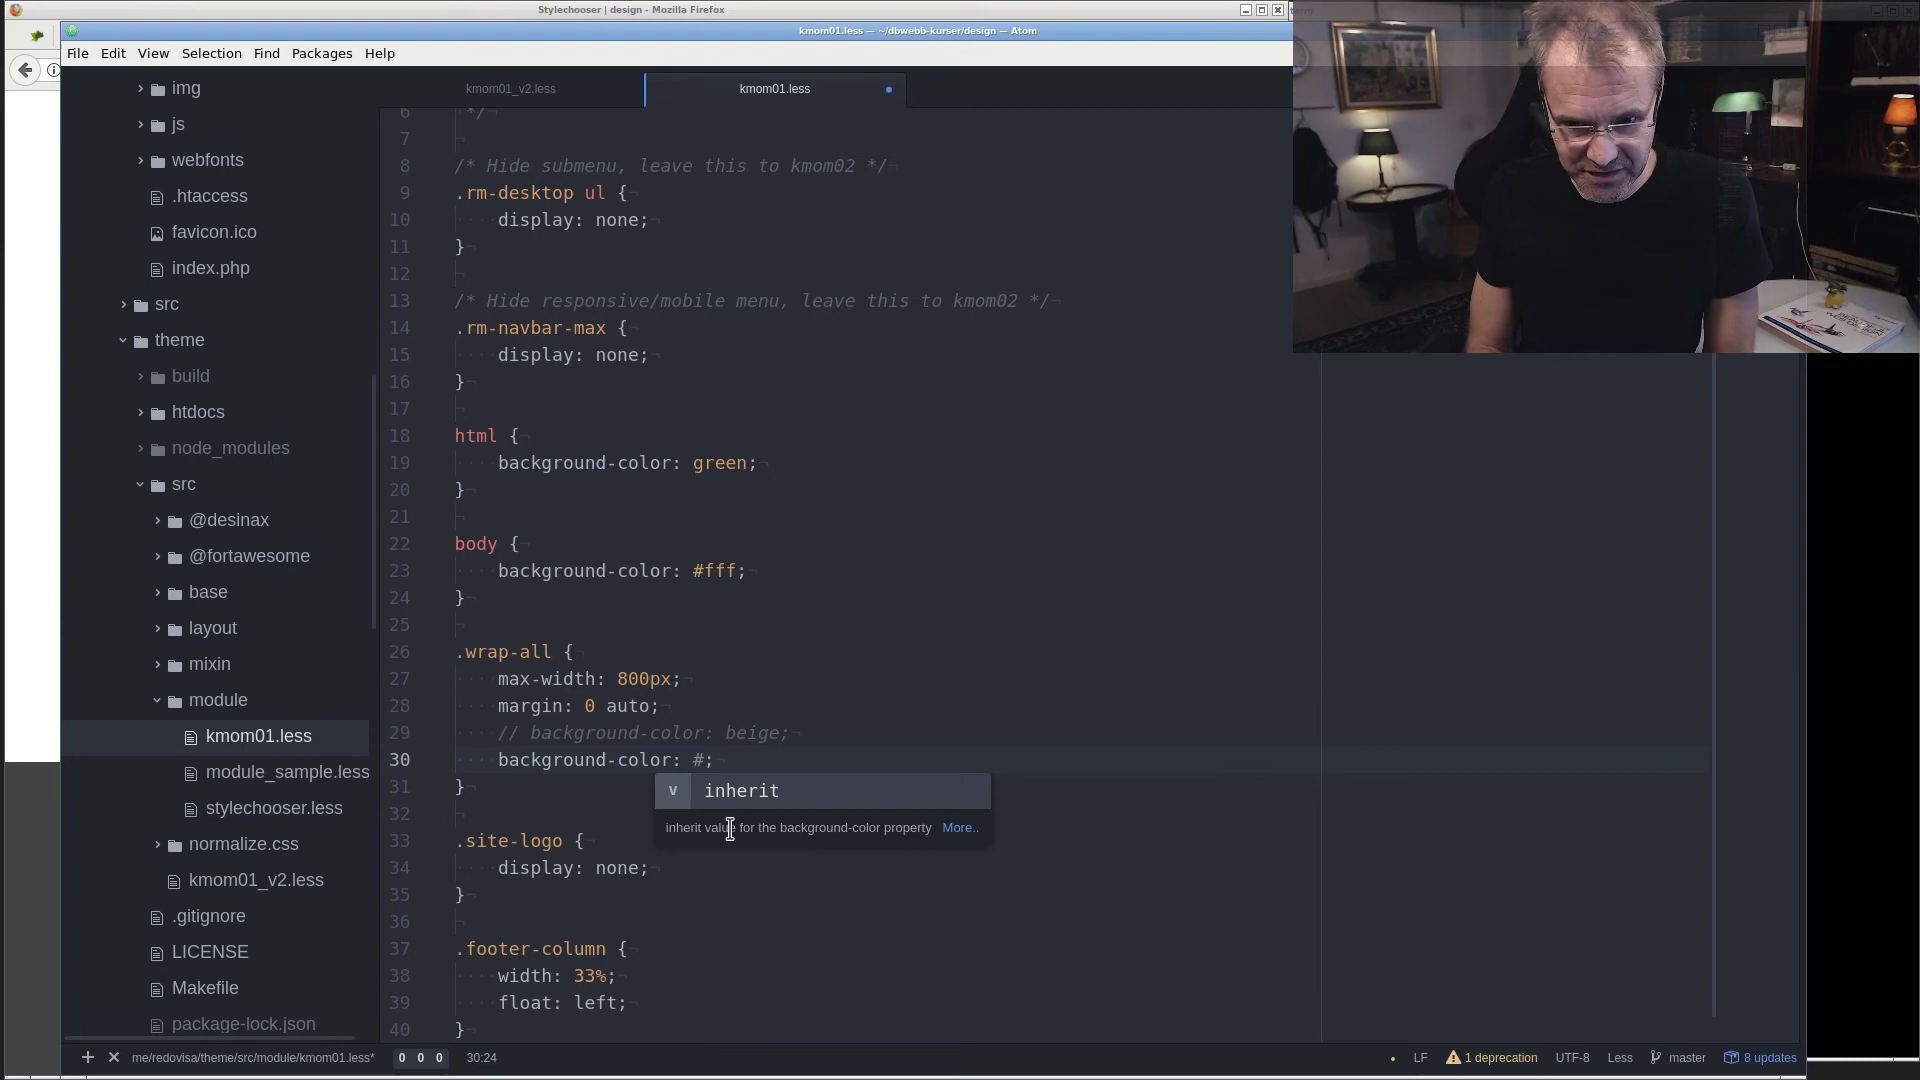 Stylechooser | design - Mozilla Firefox
kmom01.less — ~/dbwebb-kurser/design — Atom
File Edit View Selection Find Packages Help
img
js
webfonts
.htaccess
favicon.ico
index.php
src
theme
build
htdocs
node_modules
src
@desinax
@fortawesome
base
layout
mixin
module
kmom01.less
module_sample.less
stylechooser.less
normalize.css
kmom01_v2.less
.gitignore
LICENSE
Makefile
package-lock.json
kmom01_v2.less
kmom01.less
6 */
7
8 /* Hide submenu, leave this to kmom02 */
9 .rm-desktop ul {
10 display: none;
11 }
12
13 /* Hide responsive/mobile menu, leave this to kmom02 */
14 .rm-navbar-max {
15 display: none;
16 }
17
18 html {
19 background-color: green;
20 }
21
22 body {
23 background-color: #fff;
24 }
25
26 .wrap-all {
27 max-width: 800px;
28 margin: 0 auto;
29 // background-color: beige;
30 background-color: #;
31 }
32
33 .site-logo {
34 display: none;
35 }
36
37 .footer-column {
38 width: 33%;
39 float: left;
40 }
v inherit
inherit value for the background-color property More..
me/redovisa/theme/src/module/kmom01.less* 0 0 0 30:24
LF 1 deprecation UTF-8 Less master 8 updates